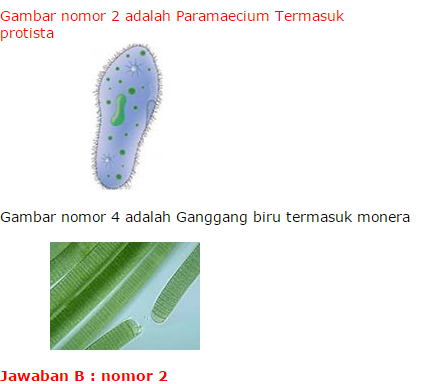 Gambar nomor 2 adalah Paramaecium Termasuk
protista
Gambar nomor 4 adalah Ganggang biru termasuk monera
Jawaban B : nomor 2